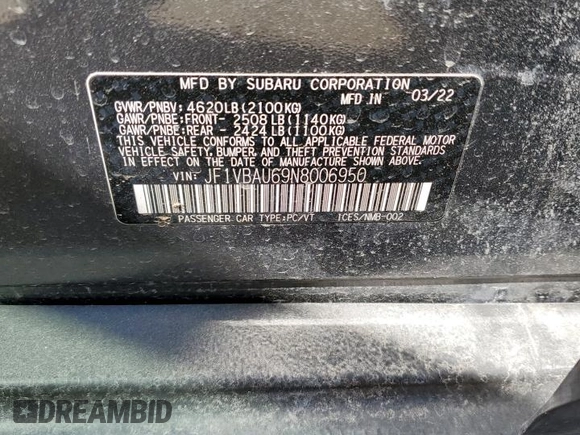 MFD BY SUBARU CORPORATION
MFD IN 03/22
GVWR/PNBV: 4620LB(2100KG)
GAWR/PNBE:FRONT- 2508LB(1140KG)
GAWR/PNBE:REAR - 2424LB(1100KG)
THIS VEHICLE CONFORMS TO ALL APPLICABLE FEDERAL MOTOR
VEHICLE SAFETY, BUMPER, AND THEFT PREVENTION STANDARDS
IN EFFECT ON THE DATE OF MANUFACTURE SHOWN ABOVE.
VIN: JF1VBAU69N8006950
PASSENGER CAR TYPE:PC/VT ICES/NMB-002
DREAMBID